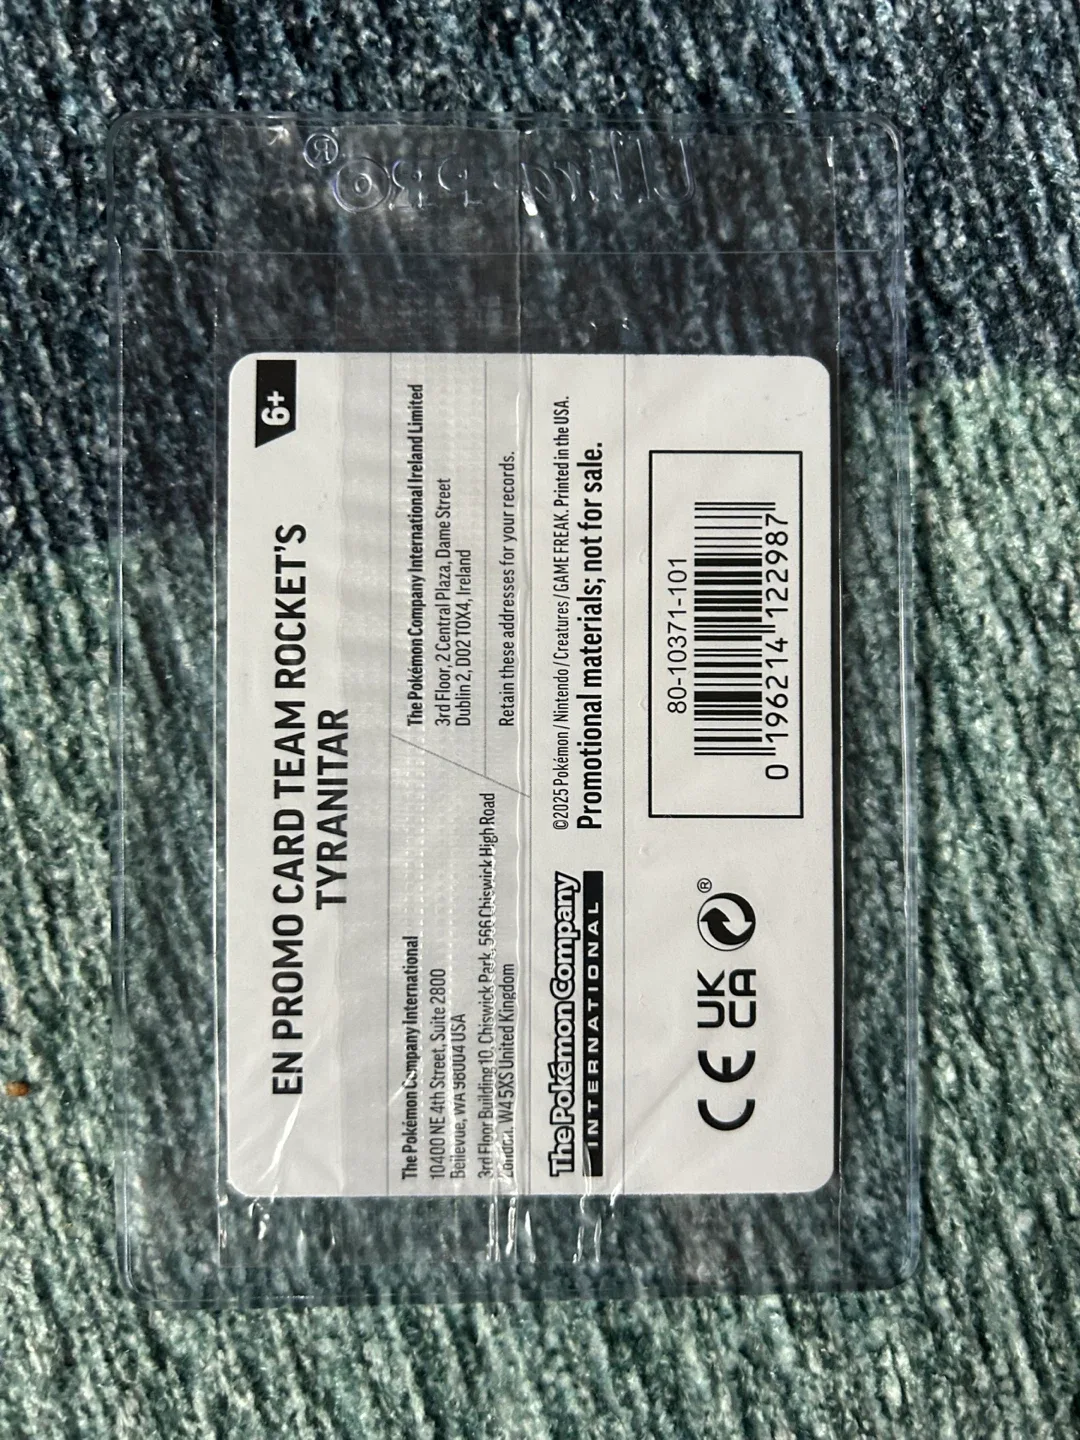 EN PROMO CARD TEAM ROCKET'S
TYRANITAR
6+
The Pokémon Company International
10400 NE 4th Street, Suite 2800
Bellevue, WA 98004 USA
3rd Floor Building 10, Chiswick Park, 566 Chiswick High Road
London, W4 5XS United Kingdom
The Pokémon Company International Ireland Limited
3rd Floor, 2 Central Plaza, Dame Street
Dublin 2, D02 T0X4, Ireland
Retain these addresses for your records.
The Pokémon Company
INTERNATIONAL
©2025 Pokémon / Nintendo / Creatures / GAME FREAK. Printed in the USA.
Promotional materials; not for sale.
CE
UK
CA
®
80-10371-101
0 196214 122987
Ultra·PRO®